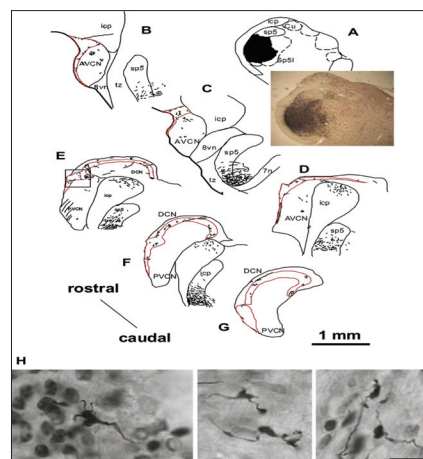 A
icp
sp5
Cu
Sp5I
B
icp
AVCN
8vn
sp5
tz
C
icp
AVCN
8vn
sp5
tz
7n
D
icp
AVCN
sp5
E
DCN
icp
PVCN
sp5
F
DCN
PVCN
icp
G
DCN
PVCN
rostral
caudal
1 mm
H